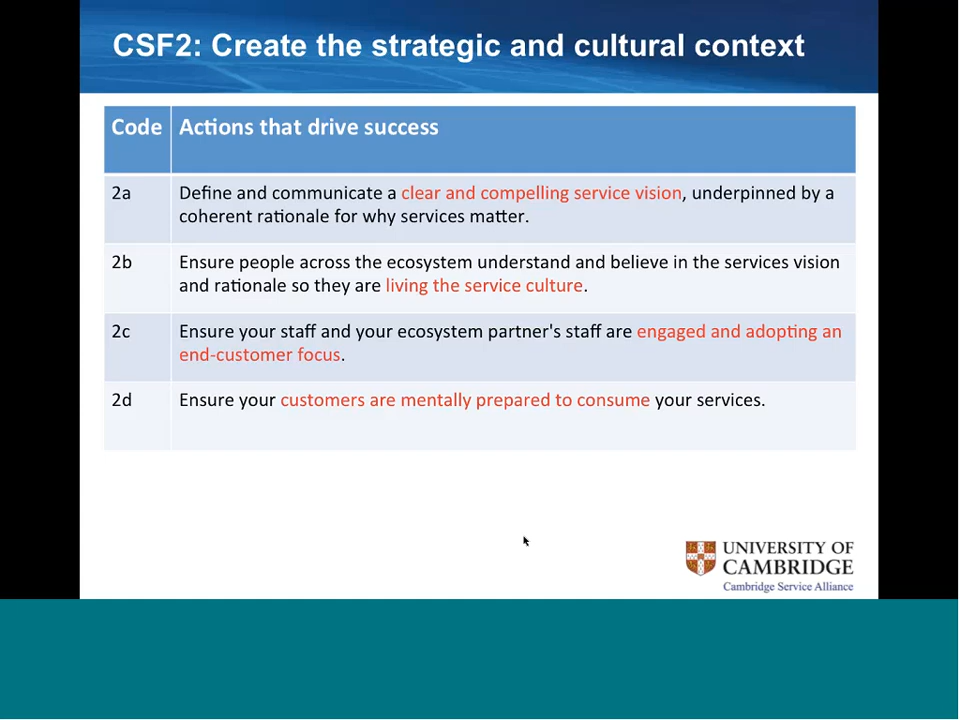 CSF2: Create the strategic and cultural context
Code Actions that drive success
2a Define and communicate a clear and compelling service vision, underpinned by a
coherent rationale for why services matter.
2b Ensure people across the ecosystem understand and believe in the services vision
and rationale so they are living the service culture.
2c Ensure your staff and your ecosystem partner's staff are engaged and adopting an
end-customer focus.
2d Ensure your customers are mentally prepared to consume your services.
UNIVERSITY OF
CAMBRIDGE
Cambridge Service Alliance